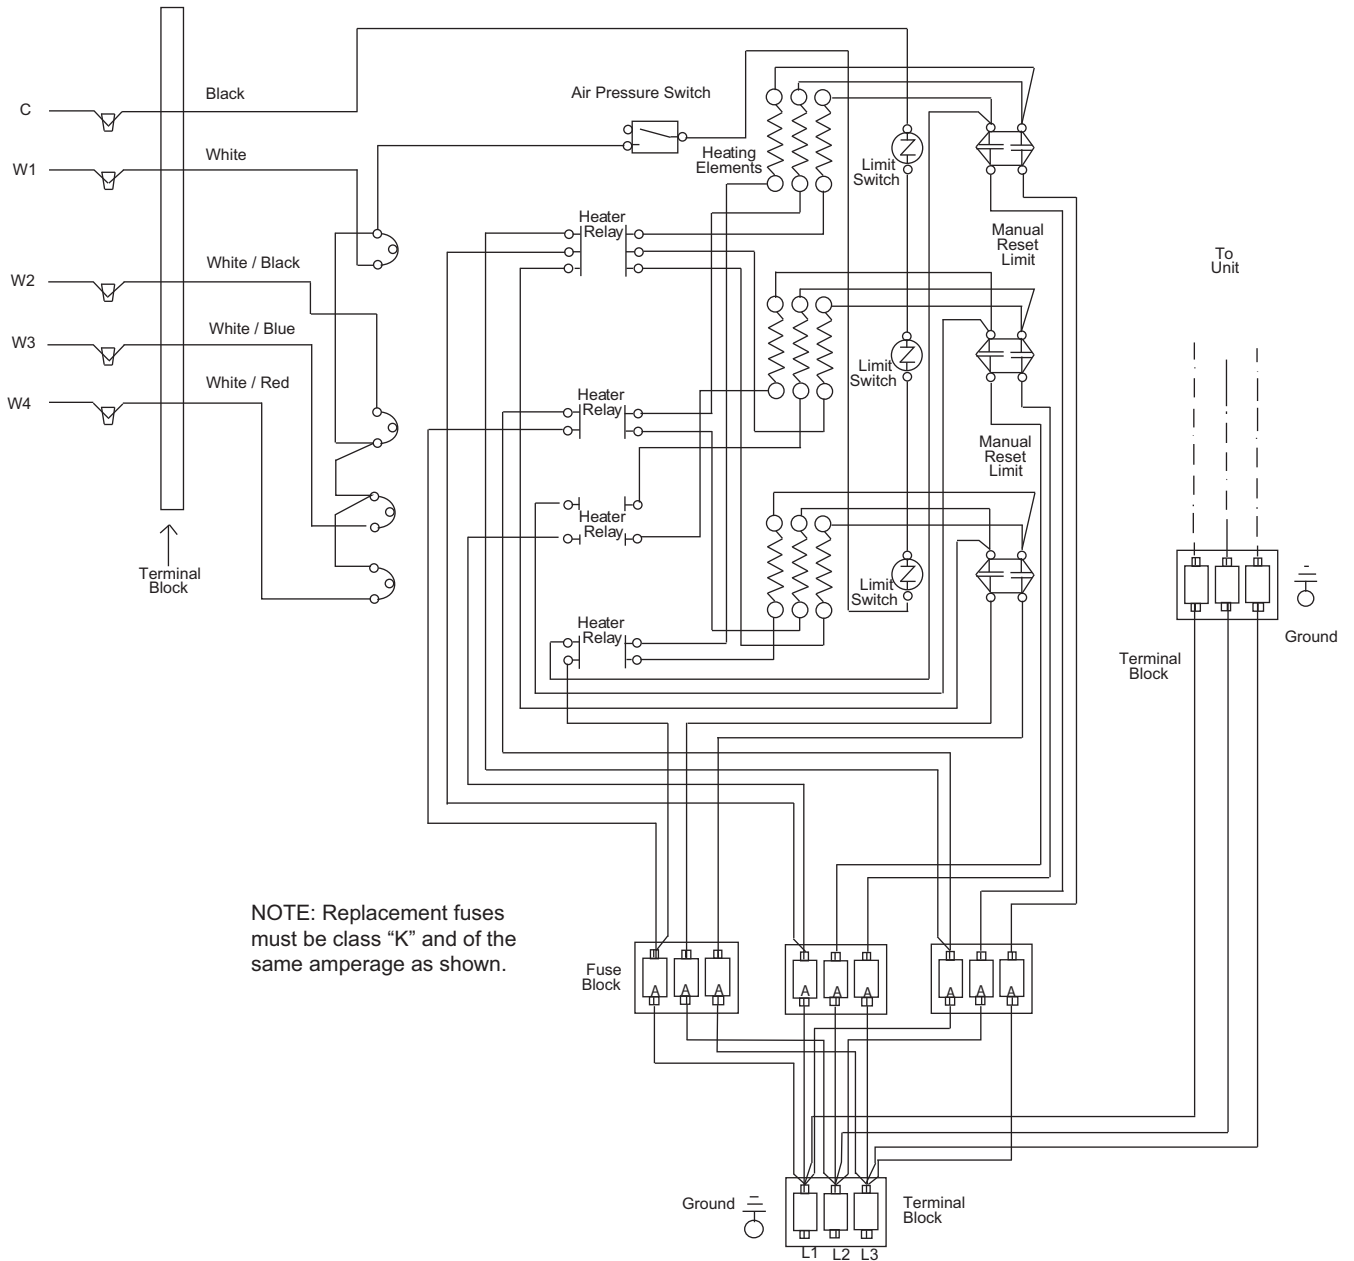 C
Black
Air Pressure Switch
W1
White
Heating
Elements
Limit
Switch
Heater
Relay
Manual
Reset
Limit
To
Unit
W2
White / Black
W3
White / Blue
Limit
Switch
W4
White / Red
Heater
Relay
Manual
Reset
Limit
Heater
Relay
Terminal
Block
Limit
Switch
Heater
Relay
Ground
Terminal
Block
NOTE: Replacement fuses
must be class “K” and of the
same amperage as shown.
Fuse
Block
A A A
A A A
A A A
Ground
Terminal
Block
L1 L2 L3